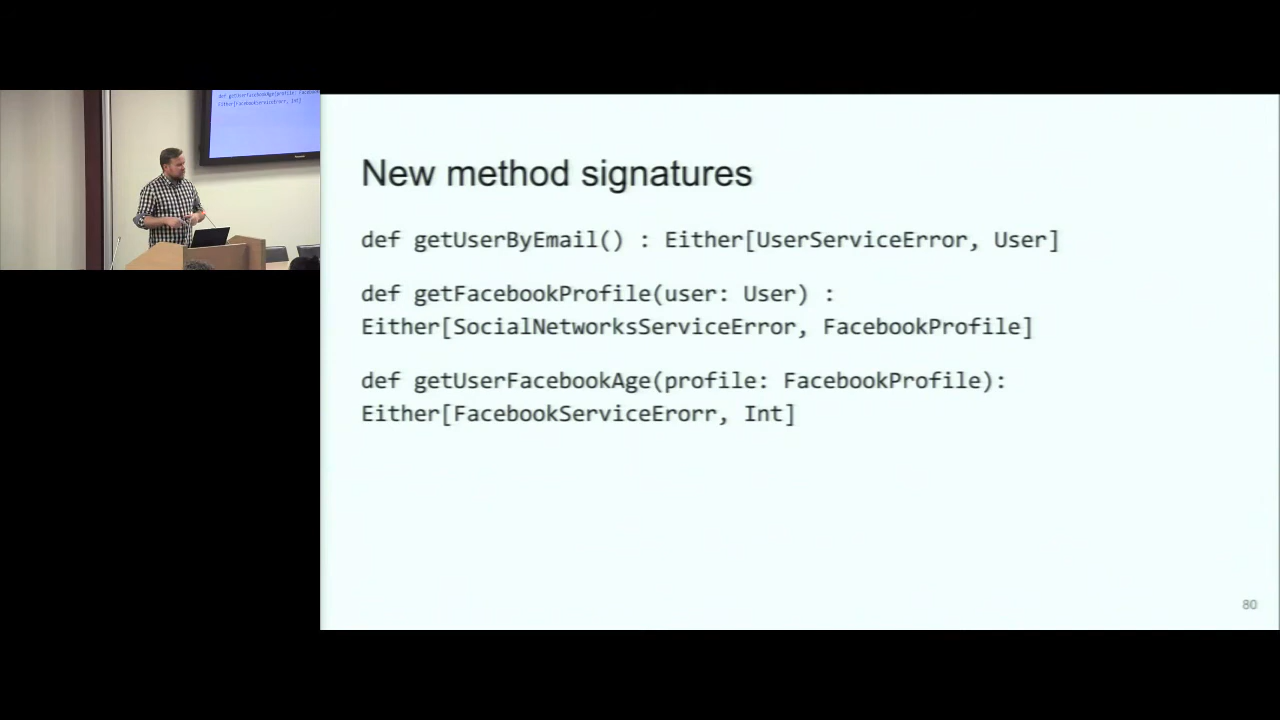 New method signatures
def getUserByEmail() : Either[UserServiceError, User]
def getFacebookProfile(user: User) :
Either[SocialNetworksServiceError, FacebookProfile]
def getUserFacebookAge(profile: FacebookProfile):
Either[FacebookServiceErorr, Int]
80